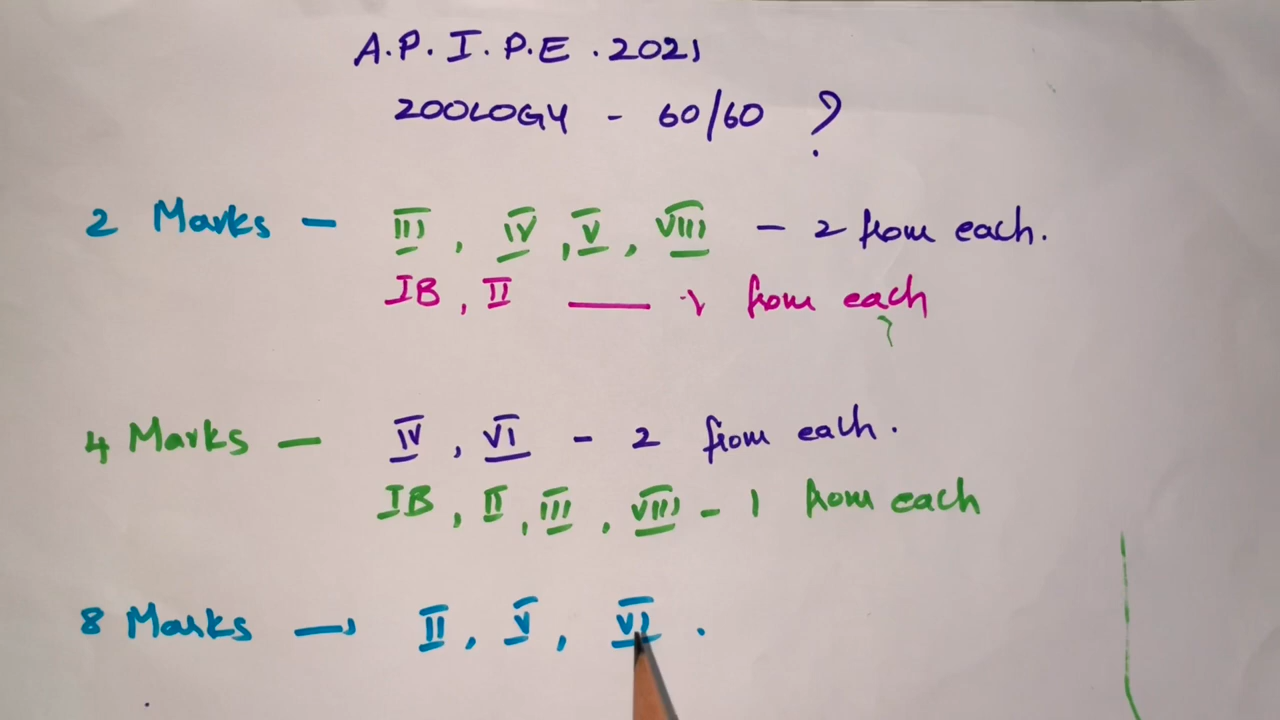 A.P. I. P.E. 2021
ZOOLOGY - 60/60 ?
2 Marks - III, IV, V, VIII - 2 from each.
IB, II — 1 from each
4 Marks - IV, VI - 2 from each.
IB, II, III, VIII - 1 from each
8 Marks → II, V, VI.